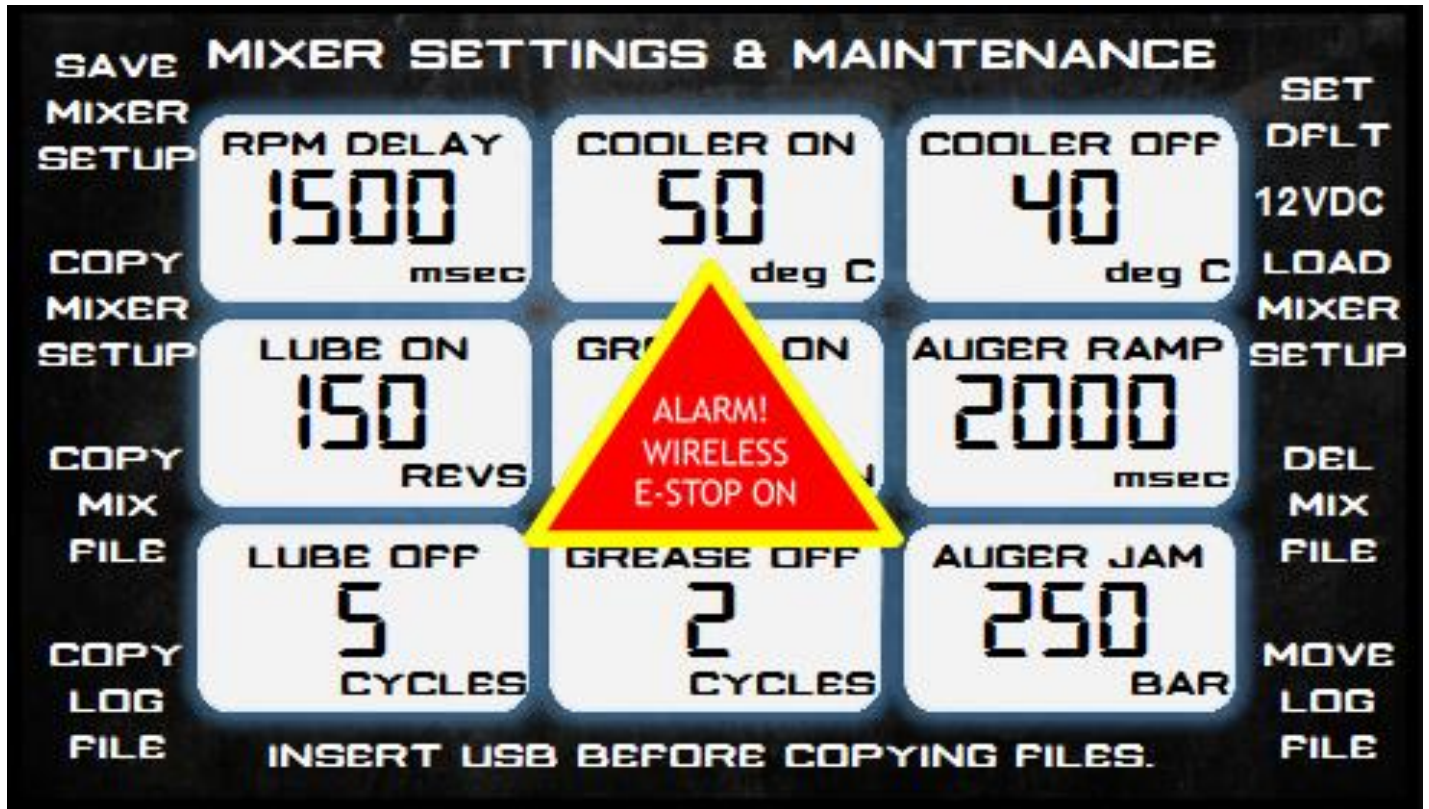 MIXER SETTINGS & MAINTENANCE
SAVE
MIXER
SETUP
COPY
MIXER
SETUP
COPY
MIX
FILE
COPY
LOG
FILE
RPM DELAY
1500
msec
COOLER ON
50
deg C
COOLER OFF
40
deg C
LUBE ON
150
REVS
ON
ALARM!
WIRELESS
E-STOP ON
AUGER RAMP
2000
msec
LUBE OFF
5
CYCLES
GREASE OFF
2
CYCLES
AUGER JAM
250
BAR
SET
DFLT
12VDC
LOAD
MIXER
SETUP
DEL
MIX
FILE
MOVE
LOG
FILE
INSERT USB BEFORE COPYING FILES.